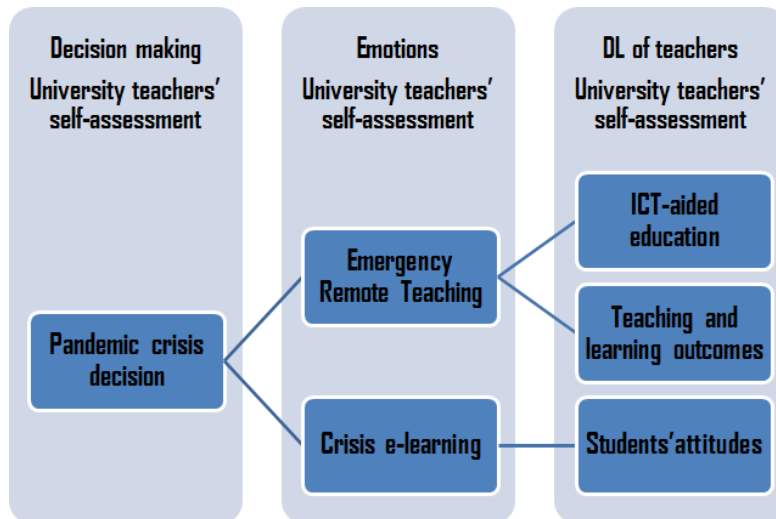 Decision making
University teachers'
self-assessment
Pandemic crisis
decision
Emotions
University teachers'
self-assessment
Emergency
Remote Teaching
Crisis e-learning
DL of teachers
University teachers'
self-assessment
ICT-aided
education
Teaching and
learning outcomes
Students'attitudes